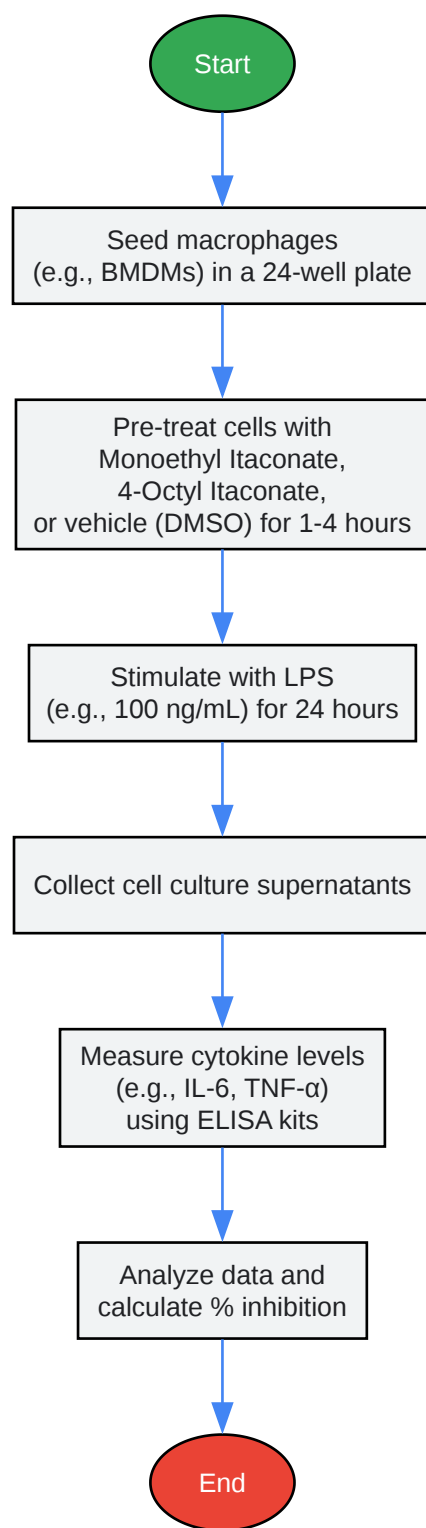 Start
Seed macrophages
(e.g., BMDMs) in a 24-well plate
Pre-treat cells with
Monoethyl Itaconate,
4-Octyl Itaconate,
or vehicle (DMSO) for 1-4 hours
Stimulate with LPS
(e.g., 100 ng/mL) for 24 hours
Collect cell culture supernatants
Measure cytokine levels
(e.g., IL-6, TNF-α)
using ELISA kits
Analyze data and
calculate % inhibition
End